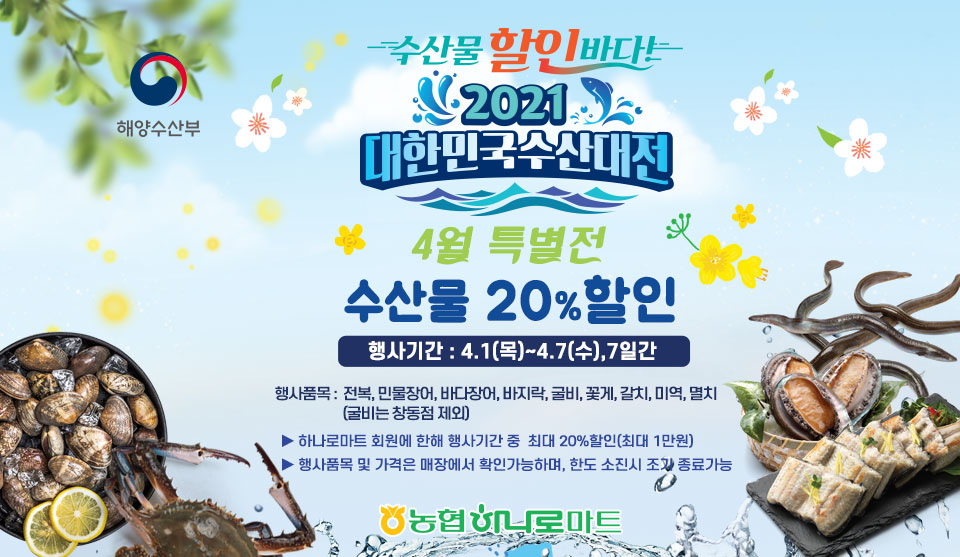 수산물 할인바다!
해양수산부
2021
대한민국수산대전
4월 특별전
수산물 20%할인
행사기간 : 4.1(목)~4.7(수),7일간
행사품목 : 전복, 민물장어, 바다장어, 바지락, 굴비, 꽃게, 갈치, 미역, 멸치
(굴비는 창동점 제외)
▶ 하나로마트 회원에 한해 행사기간 중 최대 20%할인(최대 1만원)
▶ 행사품목 및 가격은 매장에서 확인가능하며, 한도 소진시 조기 종료가능
농협 하나로마트